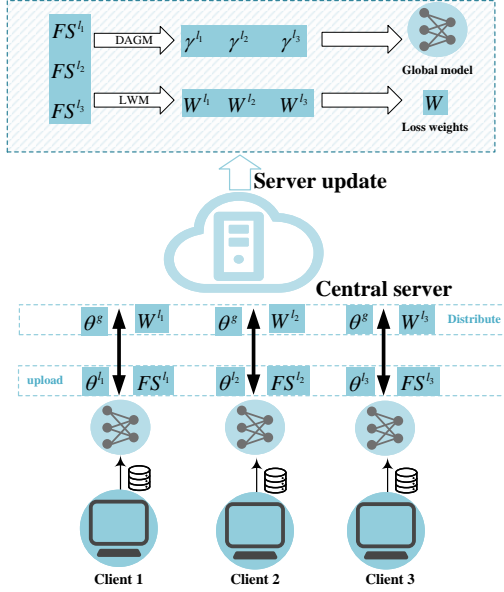 FS^{l_1} DAGM γ^{l_1} γ^{l_2} γ^{l_3}
Global model
FS^{l_2}
FS^{l_3} LWM W^{l_1} W^{l_2} W^{l_3} W
Loss weights
Server update
Central server
θ^g W^{l_1} θ^g W^{l_2} θ^g W^{l_3} Distribute
upload θ^{l_1} FS^{l_1} θ^{l_2} FS^{l_2} θ^{l_3} FS^{l_3}
Client 1 Client 2 Client 3